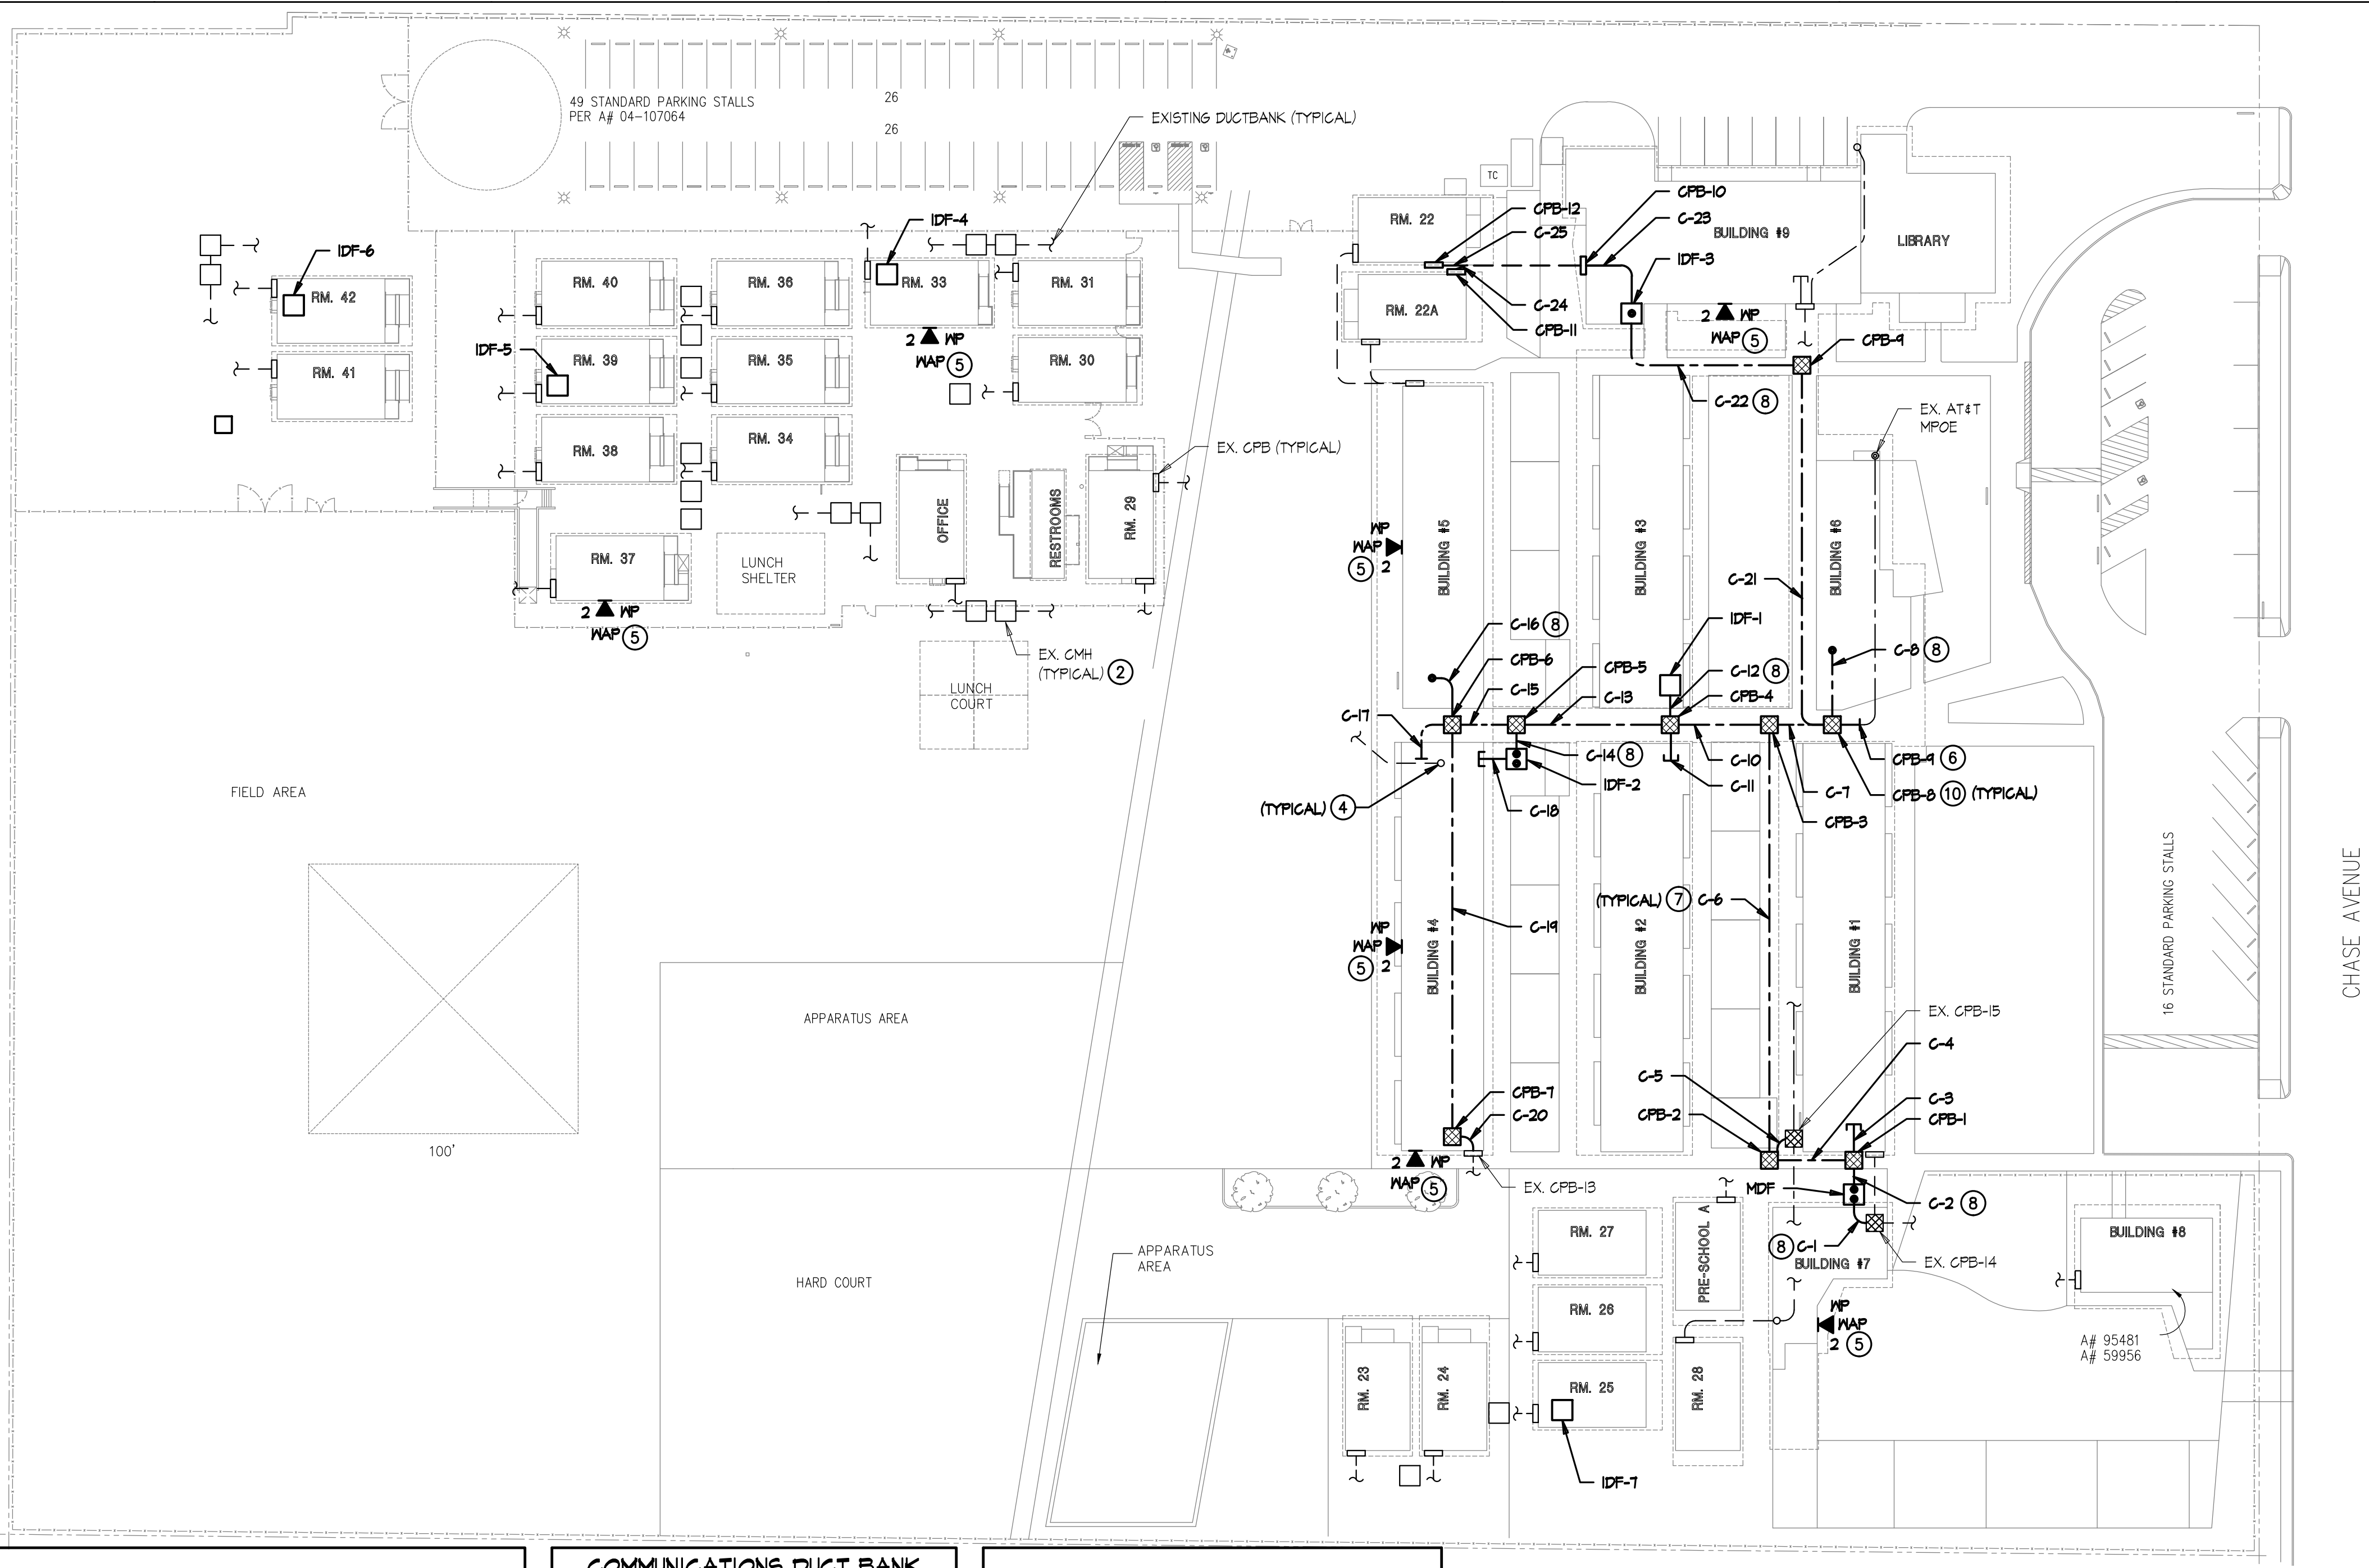 49 STANDARD PARKING STALLS
PER A# 04-107064
26
26
EXISTING DUCTBANK (TYPICAL)
TC
RM. 22
CPB-12
C-25
CPB-10
C-23
BUILDING #9
LIBRARY
IDF-3
RM. 22A
C-24
CPB-11
2 WP
WAP 5
CPB-9
C-22 8
IDF-6
RM. 42
RM. 41
IDF-4
RM. 40
RM. 36
RM. 33
RM. 31
IDF-5
RM. 39
RM. 35
2 WP
WAP 5
RM. 30
RM. 38
RM. 34
EX. CPB (TYPICAL)
OFFICE
RESTROOMS
RM. 29
RM. 37
LUNCH
SHELTER
2 WP
WAP 5
EX. CMH
(TYPICAL) 2
LUNCH
COURT
EX. AT&T
MPOE
WP
WAP
5 2
BUILDING #5
BUILDING #3
BUILDING #6
C-21
IDF-1
C-16 8
CPB-6
CPB-5
C-12 8
C-8 8
C-15
C-13
CPB-4
C-17
C-14 8
C-10
CPB-9 6
IDF-2
C-11
C-7
CPB-8 10 (TYPICAL)
(TYPICAL) 4
C-18
CPB-3
FIELD AREA
(TYPICAL) 7 C-6
C-19
WP
WAP
5 2
BUILDING #4
BUILDING #2
BUILDING #1
16 STANDARD PARKING STALLS
CHASE AVENUE
APPARATUS AREA
EX. CPB-15
C-4
C-5
C-3
CPB-7
CPB-2
CPB-1
C-20
100'
2 WP
WAP 5
EX. CPB-13
MDF
C-2 8
8 C-1
BUILDING #7
EX. CPB-14
BUILDING #8
RM. 27
PRE-SCHOOL A
APPARATUS
AREA
HARD COURT
RM. 26
WP
WAP
2 5
A# 95481
A# 59956
RM. 23
RM. 24
RM. 25
RM. 28
IDF-7
COMMUNICATIONS DUCT BANK